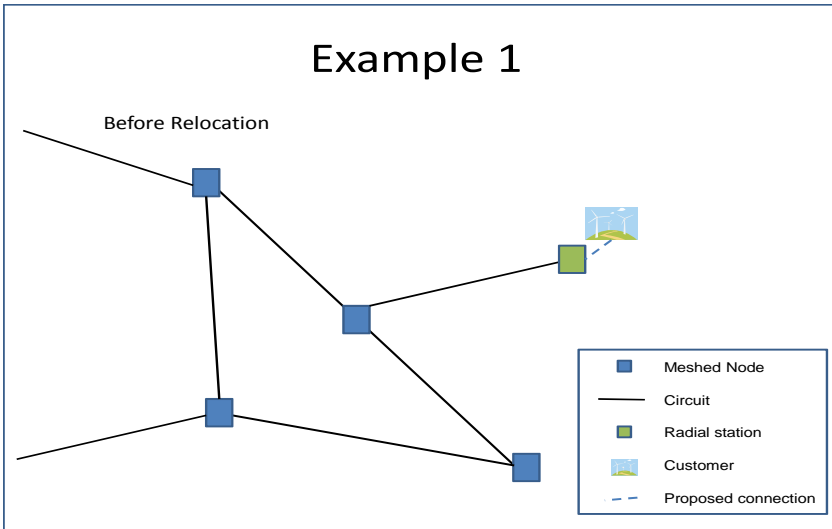 Example 1
Before Relocation
Meshed Node
Circuit
Radial station
Customer
Proposed connection